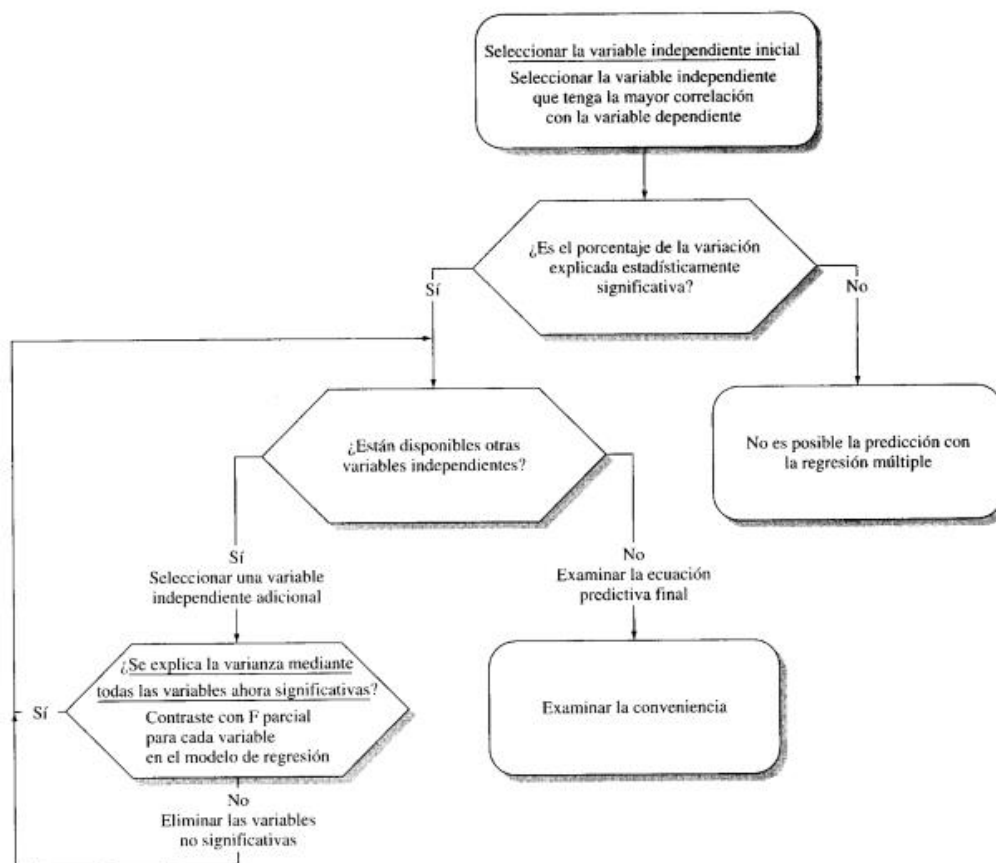 Seleccionar la variable independiente inicial
Seleccionar la variable independiente
que tenga la mayor correlación
con la variable dependiente
¿Es el porcentaje de la variación
explicada estadísticamente
significativa?
Sí
No
¿Están disponibles otras
variables independientes?
No es posible la predicción con
la regresión múltiple
Sí
Seleccionar una variable
independiente adicional
No
Examinar la ecuación
predictiva final
¿Se explica la varianza mediante
todas las variables ahora significativas?
Contraste con F parcial
para cada variable
en el modelo de regresión
Sí
Examinar la conveniencia
No
Eliminar las variables
no significativas